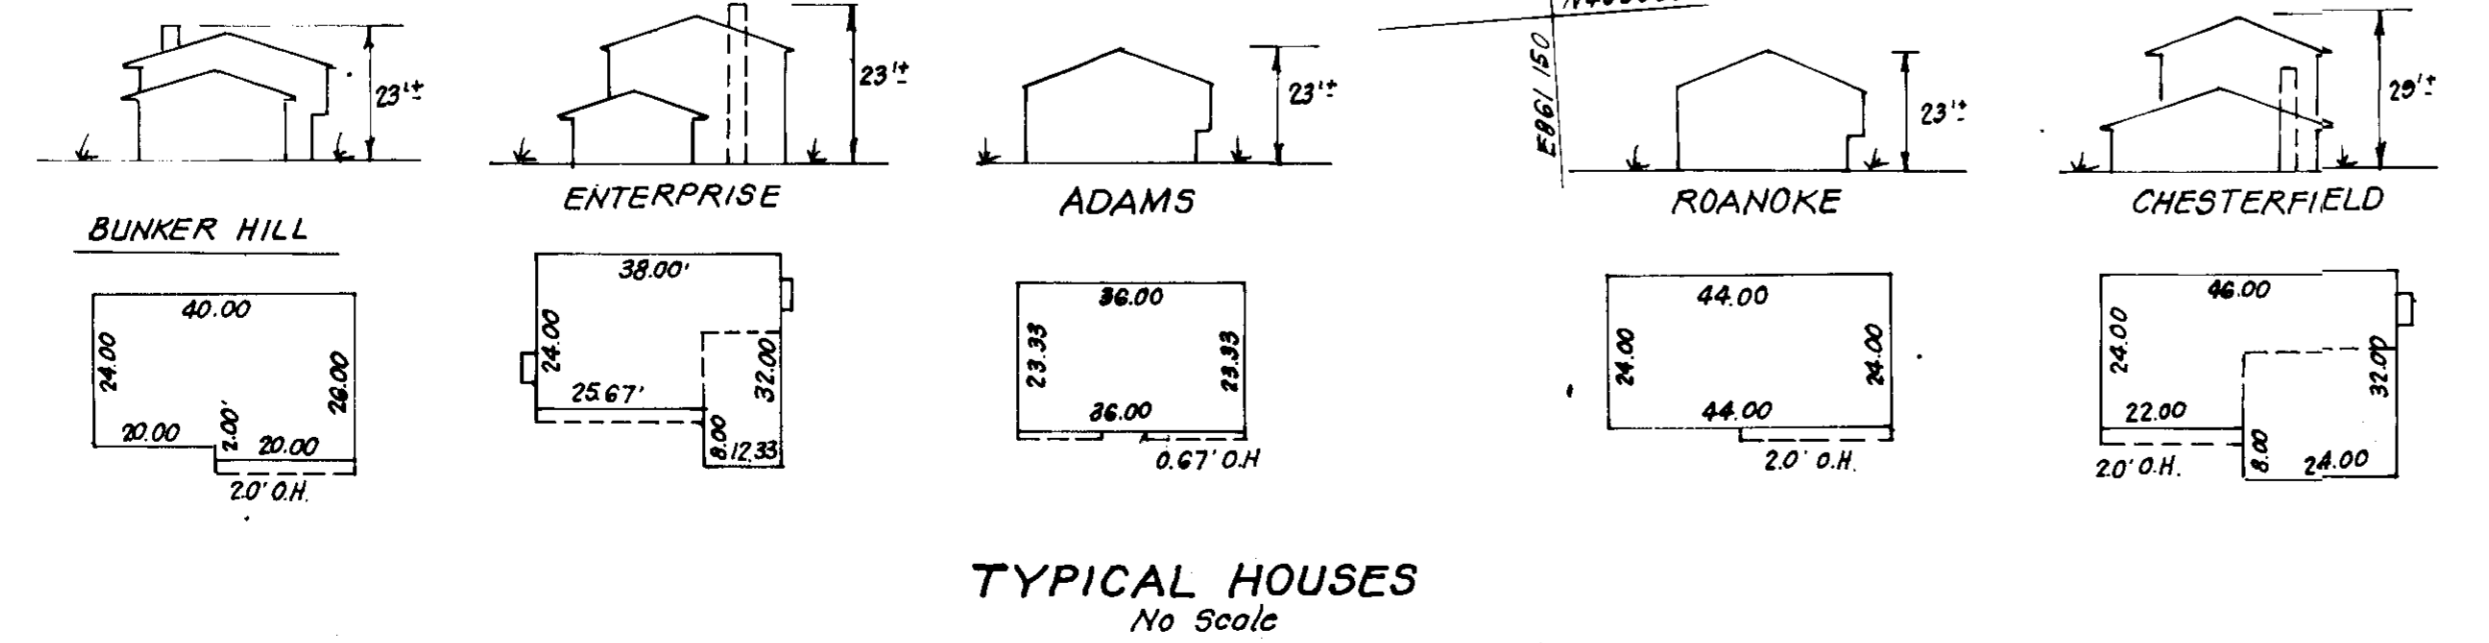 23'±
23'±
23'±
E861 150
23'±
29'±
BUNKER HILL
ENTERPRISE
ADAMS
ROANOKE
CHESTERFIELD
40.00
24.00
26.00
20.00
2.00'
20.00
2.0' O.H.
38.00'
24.00
32.00
25.67'
8.00
12.33
36.00
23.33
23.33
36.00
0.67' O.H
44.00
24.00
24.00
44.00
2.0' O.H.
46.00
24.00
32.00
22.00
8.00
24.00
2.0' O.H.
TYPICAL HOUSES
No Scale